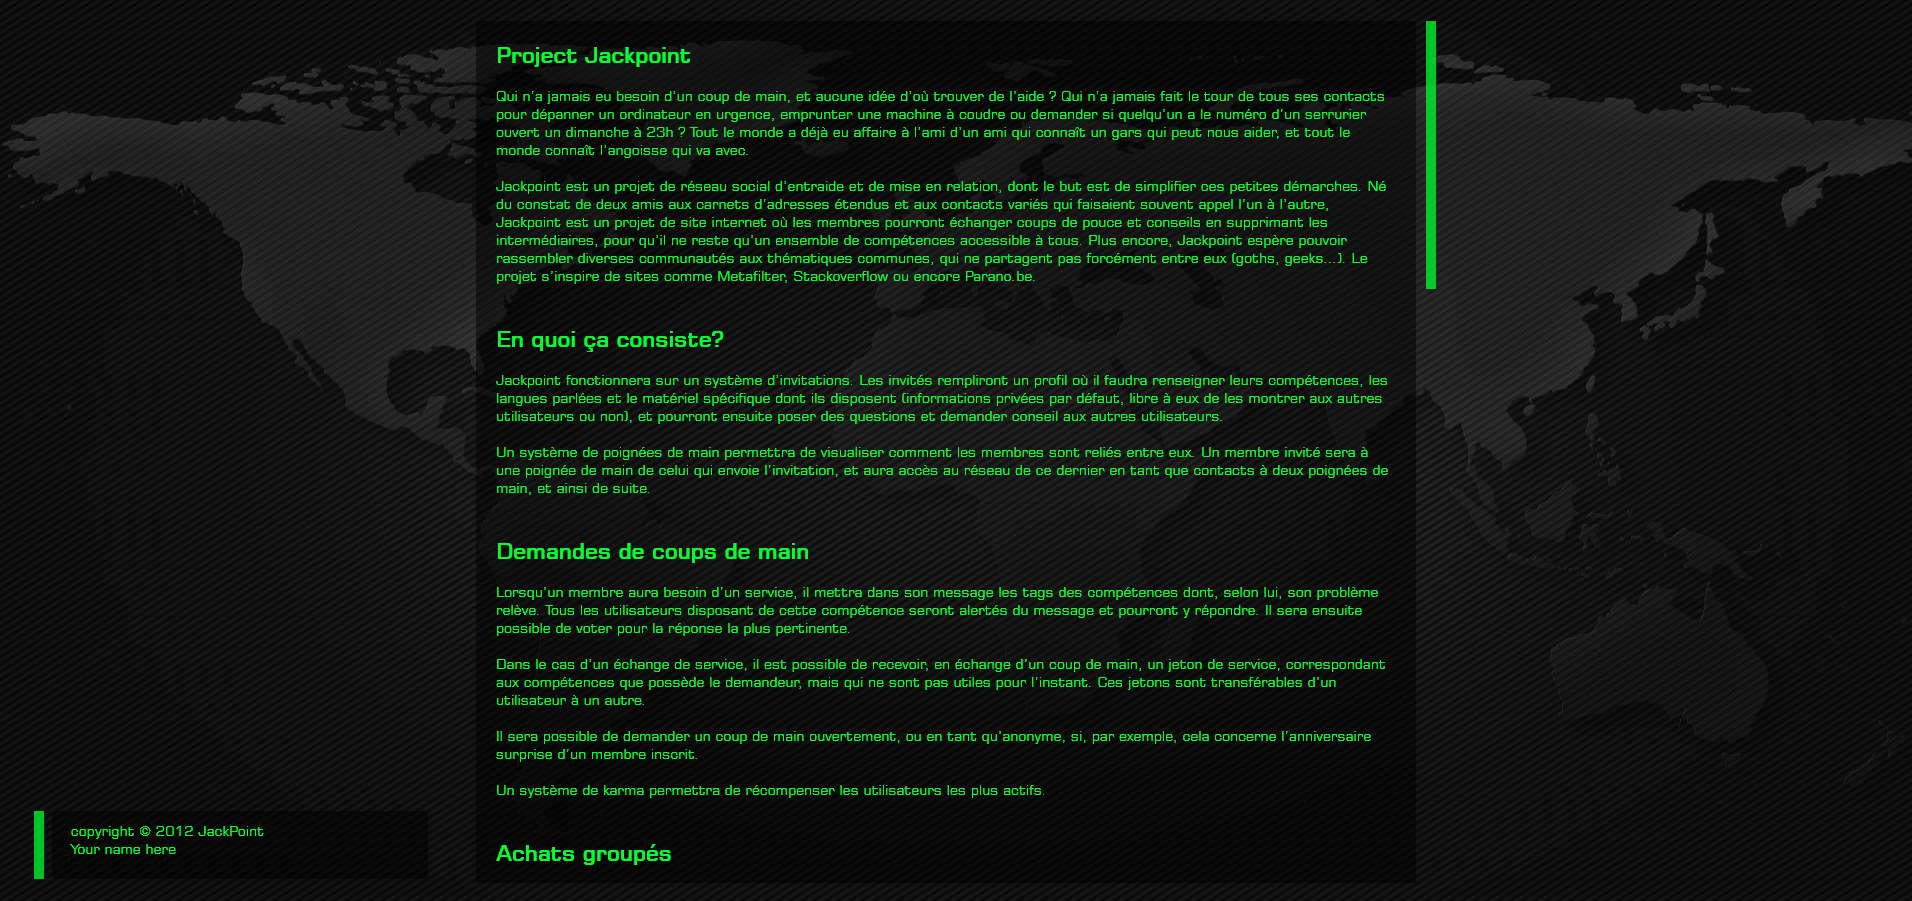 Project Jackpoint
Qui n'a jamais eu besoin d'un coup de main, et aucune idée d'où trouver de l'aide ? Qui n'a jamais fait le tour de tous ses contacts
pour dépanner un ordinateur en urgence, emprunter une machine à coudre ou demander si quelqu'un a le numéro d'un serrurier
ouvert un dimanche à 23h ? Tout le monde a déjà eu affaire à l'ami d'un ami qui connaît un gars qui peut nous aider, et tout le
monde connaît l'angoisse qui va avec.
Jackpoint est un projet de réseau social d'entraide et de mise en relation, dont le but est de simplifier ces petites démarches. Né
du constat de deux amis aux carnets d'adresses étendus et aux contacts variés qui faisaient souvent appel l'un à l'autre,
Jackpoint est un projet de site internet où les membres pourront échanger coups de pouce et conseils en supprimant les
intermédiaires, pour qu'il ne reste qu'un ensemble de compétences accessible à tous. Plus encore, Jackpoint espère pouvoir
rassembler diverses communautés aux thématiques communes, qui ne partagent pas forcément entre eux (goths, geeks...). Le
projet s'inspire de sites comme Metafilter, Stackoverflow ou encore Parano.be.
En quoi ça consiste?
Jackpoint fonctionnera sur un système d'invitations. Les invités rempliront un profil où il faudra renseigner leurs compétences, les
langues parlées et le matériel spécifique dont ils disposent (informations privées par défaut, libre à eux de les montrer aux autres
utilisateurs ou non), et pourront ensuite poser des questions et demander conseil aux autres utilisateurs.
Un système de poignées de main permettra de visualiser comment les membres sont reliés entre eux. Un membre invité sera à
une poignée de main de celui qui envoie l'invitation, et aura accès au réseau de ce dernier en tant que contacts à deux poignées de
main, et ainsi de suite.
Demandes de coups de main
Lorsqu'un membre aura besoin d'un service, il mettra dans son message les tags des compétences dont, selon lui, son problème
relève. Tous les utilisateurs disposant de cette compétence seront alertés du message et pourront y répondre. Il sera ensuite
possible de voter pour la réponse la plus pertinente.
Dans le cas d'un échange de service, il est possible de recevoir, en échange d'un coup de main, un jeton de service, correspondant
aux compétences que possède le demandeur, mais qui ne sont pas utiles pour l'instant. Ces jetons sont transférables d'un
utilisateur à un autre.
Il sera possible de demander un coup de main ouvertement, ou en tant qu'anonyme, si, par exemple, cela concerne l'anniversaire
surprise d'un membre inscrit.
Un système de karma permettra de récompenser les utilisateurs les plus actifs.
Achats groupés
copyright © 2012 JackPoint
Your name here